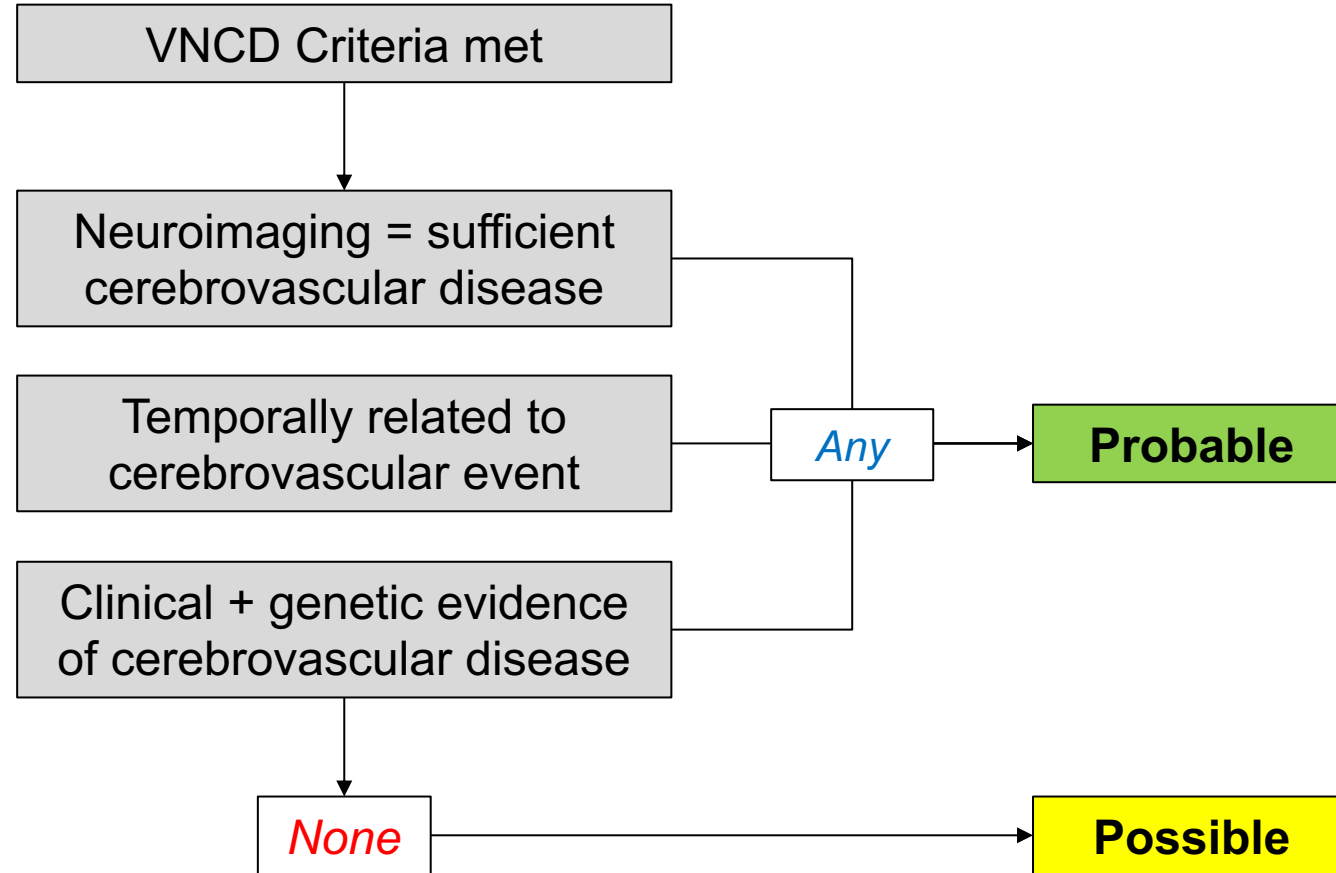 VNCD Criteria met
Neuroimaging = sufficient
cerebrovascular disease
Temporally related to
cerebrovascular event
Any
Probable
Clinical + genetic evidence
of cerebrovascular disease
None
Possible